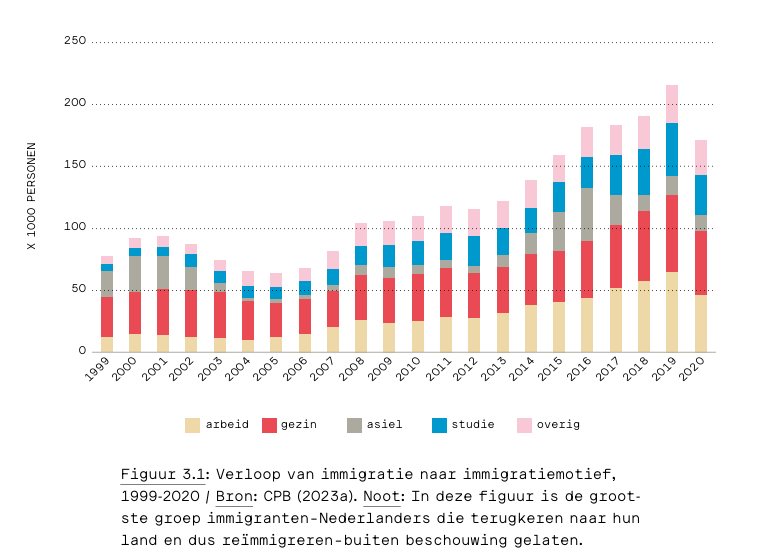 250
200
150
100
50
0
X 1000 PERSONEN
1999 2000 2001 2002 2003 2004 2005 2006 2007 2008 2009 2010 2011 2012 2013 2014 2015 2016 2017 2018 2019 2020
arbeid gezin asiel studie overig
Figuur 3.1: Verloop van immigratie naar immigratiemotief,
1999-2020 / Bron: CPB (2023a). Noot: In deze figuur is de groot-
ste groep immigranten-Nederlanders die terugkeren naar hun
land en dus reïmmigreren-buiten beschouwing gelaten.